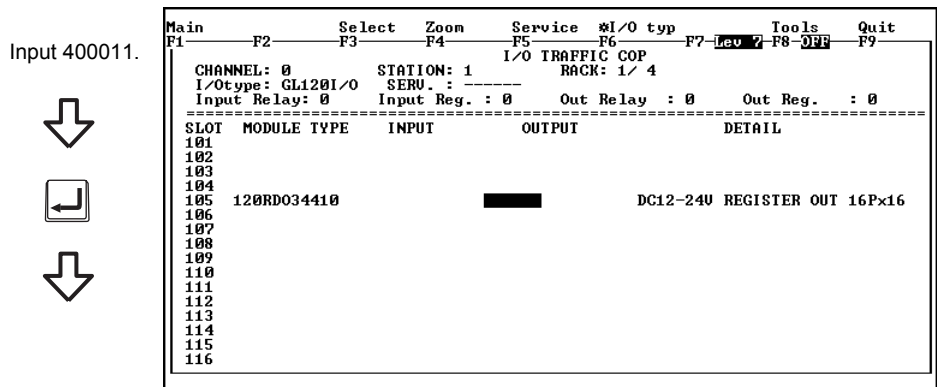 Input 400011.
Main Select Zoom Service ✲I/O typ Tools Quit
F1 F2 F3 F4 F5 F6 F7-Lev 7 F8-OFF F9
I/O TRAFFIC COP
CHANNEL: 0 STATION: 1 RACK: 1/ 4
I/Otype: GL120I/O SERV. : ------
Input Relay: 0 Input Reg. : 0 Out Relay : 0 Out Reg. : 0
SLOT MODULE TYPE INPUT OUTPUT DETAIL
101
102
103
104
105 120RDO34410 DC12-24V REGISTER OUT 16Px16
106
107
108
109
110
111
112
113
114
115
116